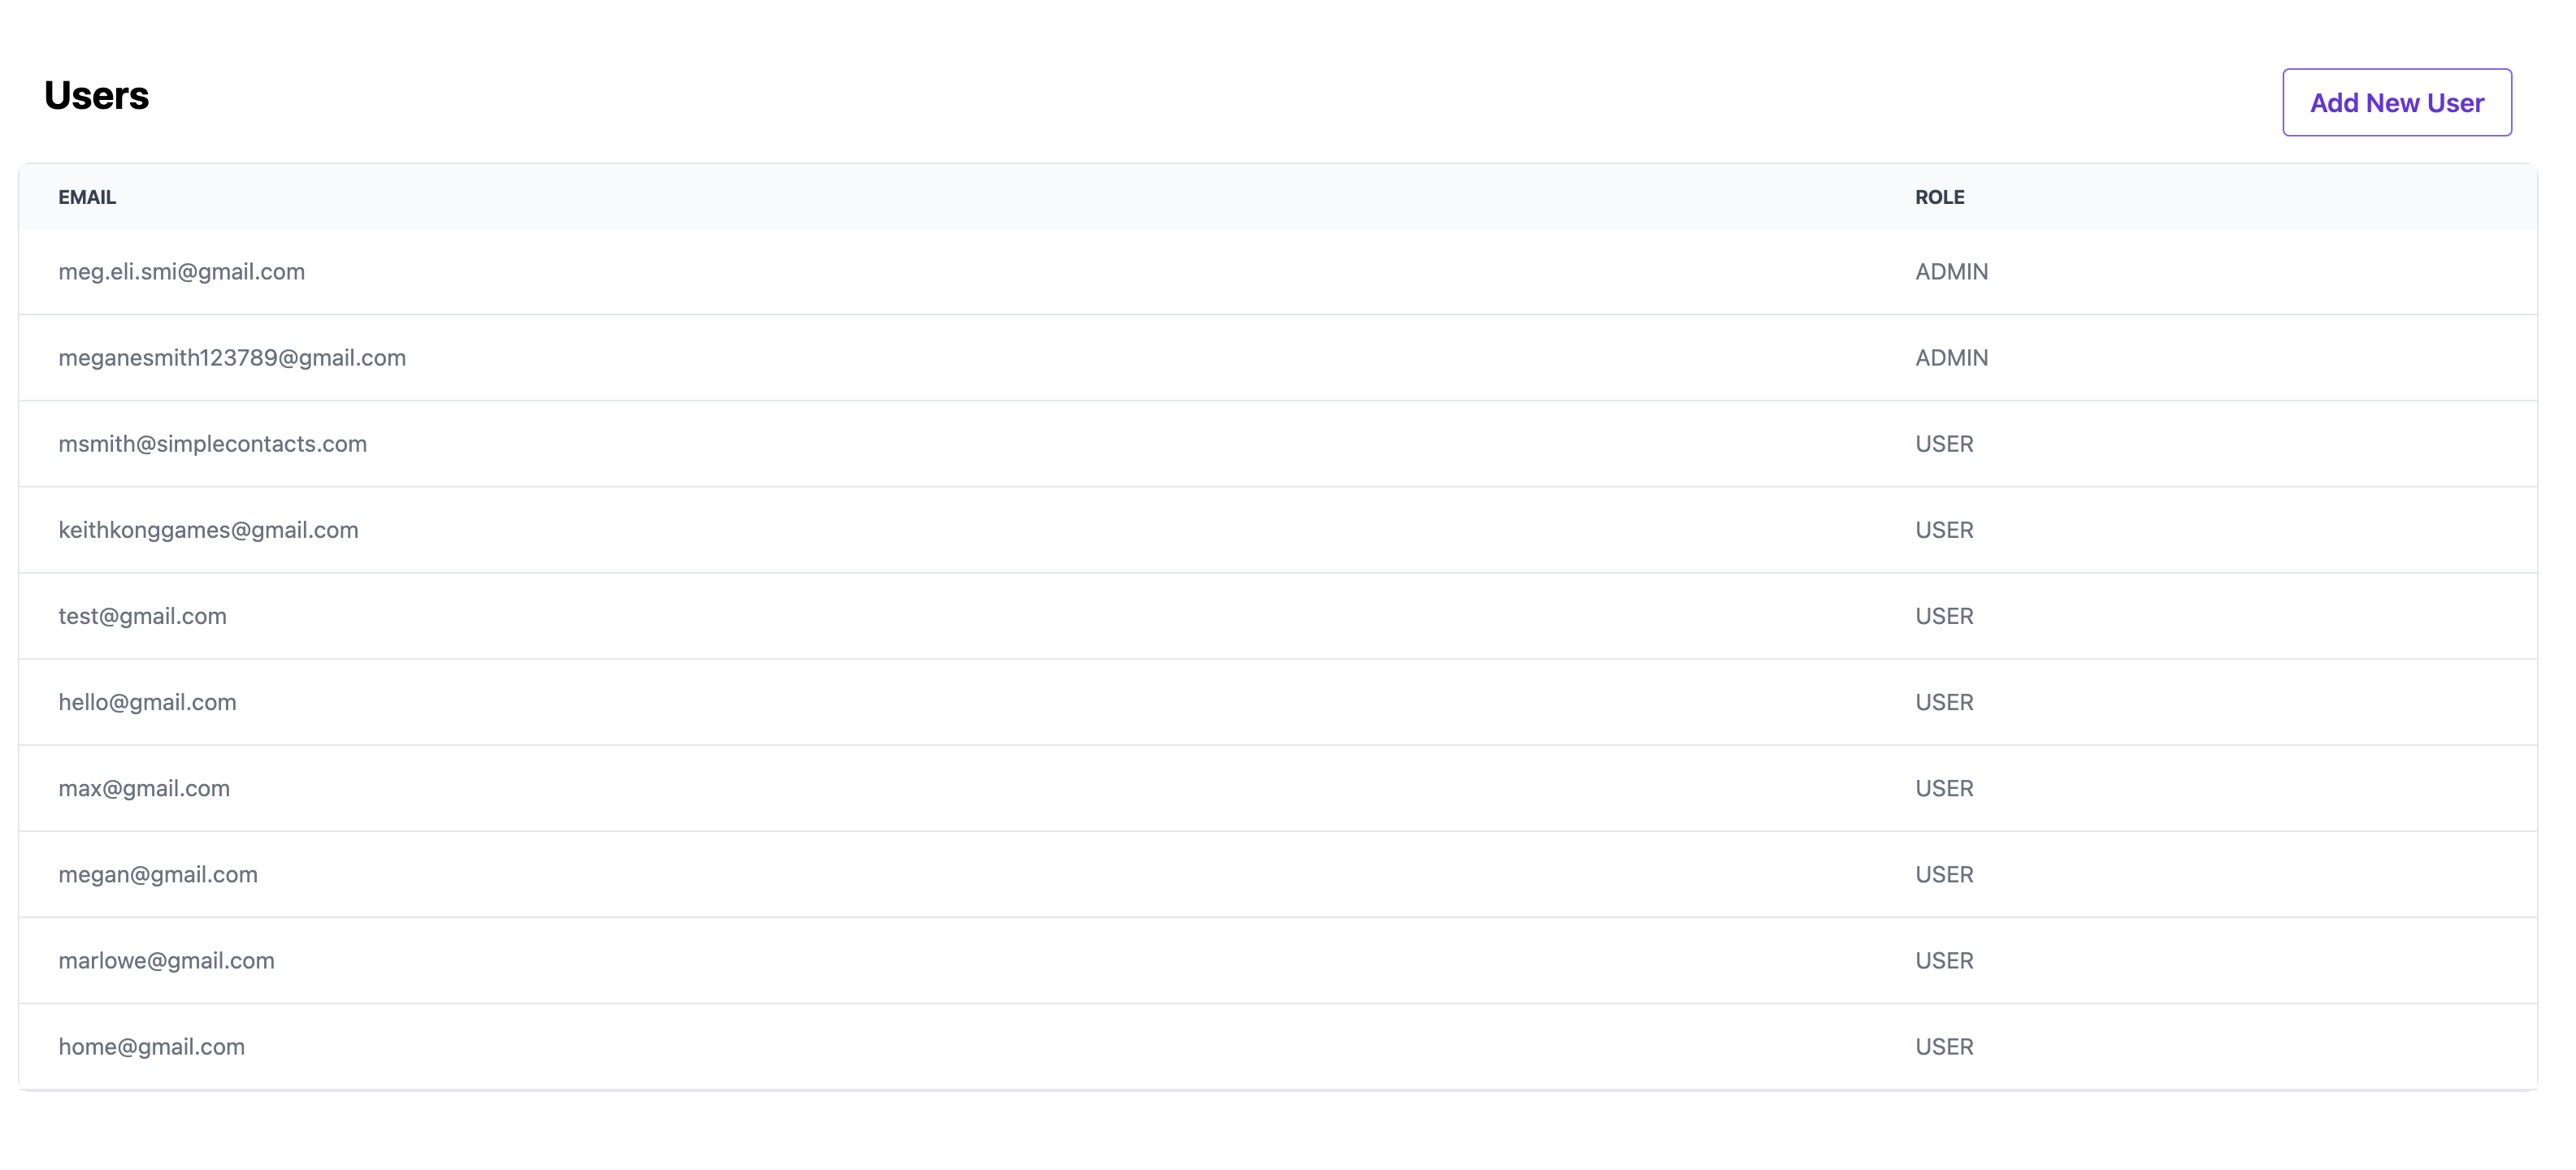 Users
Add New User
EMAIL ROLE
meg.eli.smi@gmail.com ADMIN
meganesmith123789@gmail.com ADMIN
msmith@simplecontacts.com USER
keithkonggames@gmail.com USER
test@gmail.com USER
hello@gmail.com USER
max@gmail.com USER
megan@gmail.com USER
marlowe@gmail.com USER
home@gmail.com USER